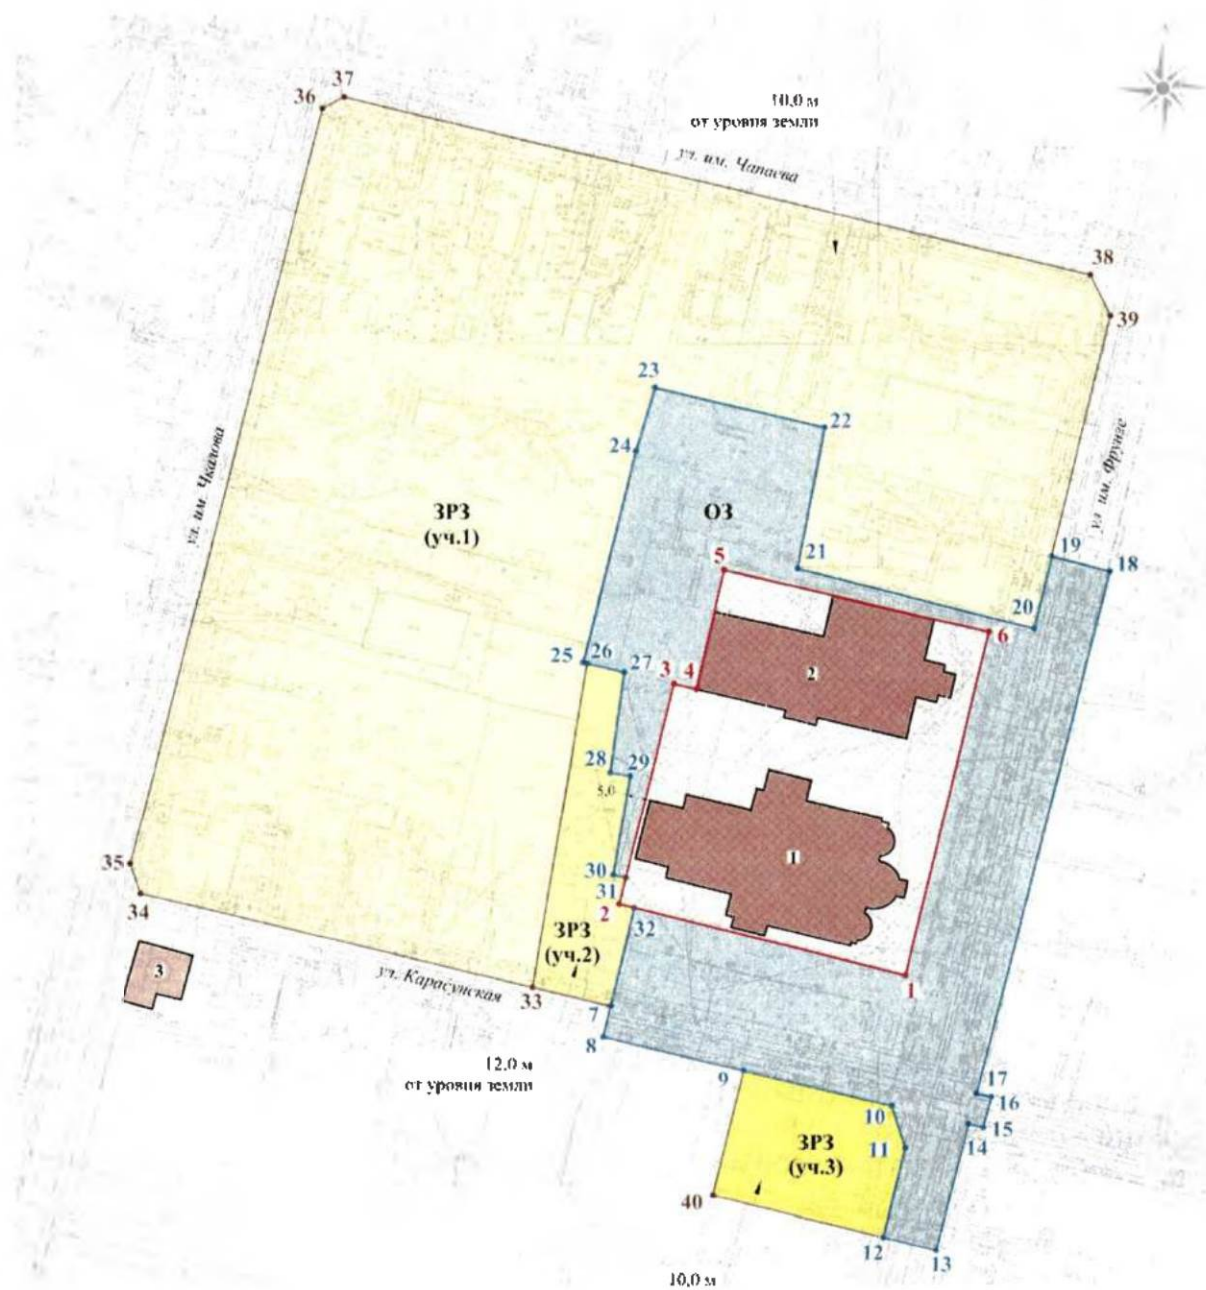 37
36
10,0 м
от уровня земли
ул. им. Чапаева
38
39
23
22
24
ул. им. Чкалова
ЗРЗ
(уч.1)
ОЗ
ул. им. Фрунзе
21
5
19
18
20
6
25
26
27
3
4
2
28
29
5.0
1
35
30
31
34
2
32
ЗРЗ
(уч.2)
3
ул. Карасунская
33
1
7
8
12,0 м
от уровня земли
9
17
16
10
15
14
11
ЗРЗ
(уч.3)
40
12
13
10,0 м